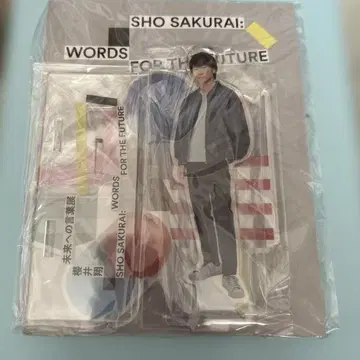 SHO SAKURAI:
WORDS
FOR THE FUTURE
未来への言葉展
櫻井翔
SHO SAKURAI: WORDS
FOR THE FUTURE